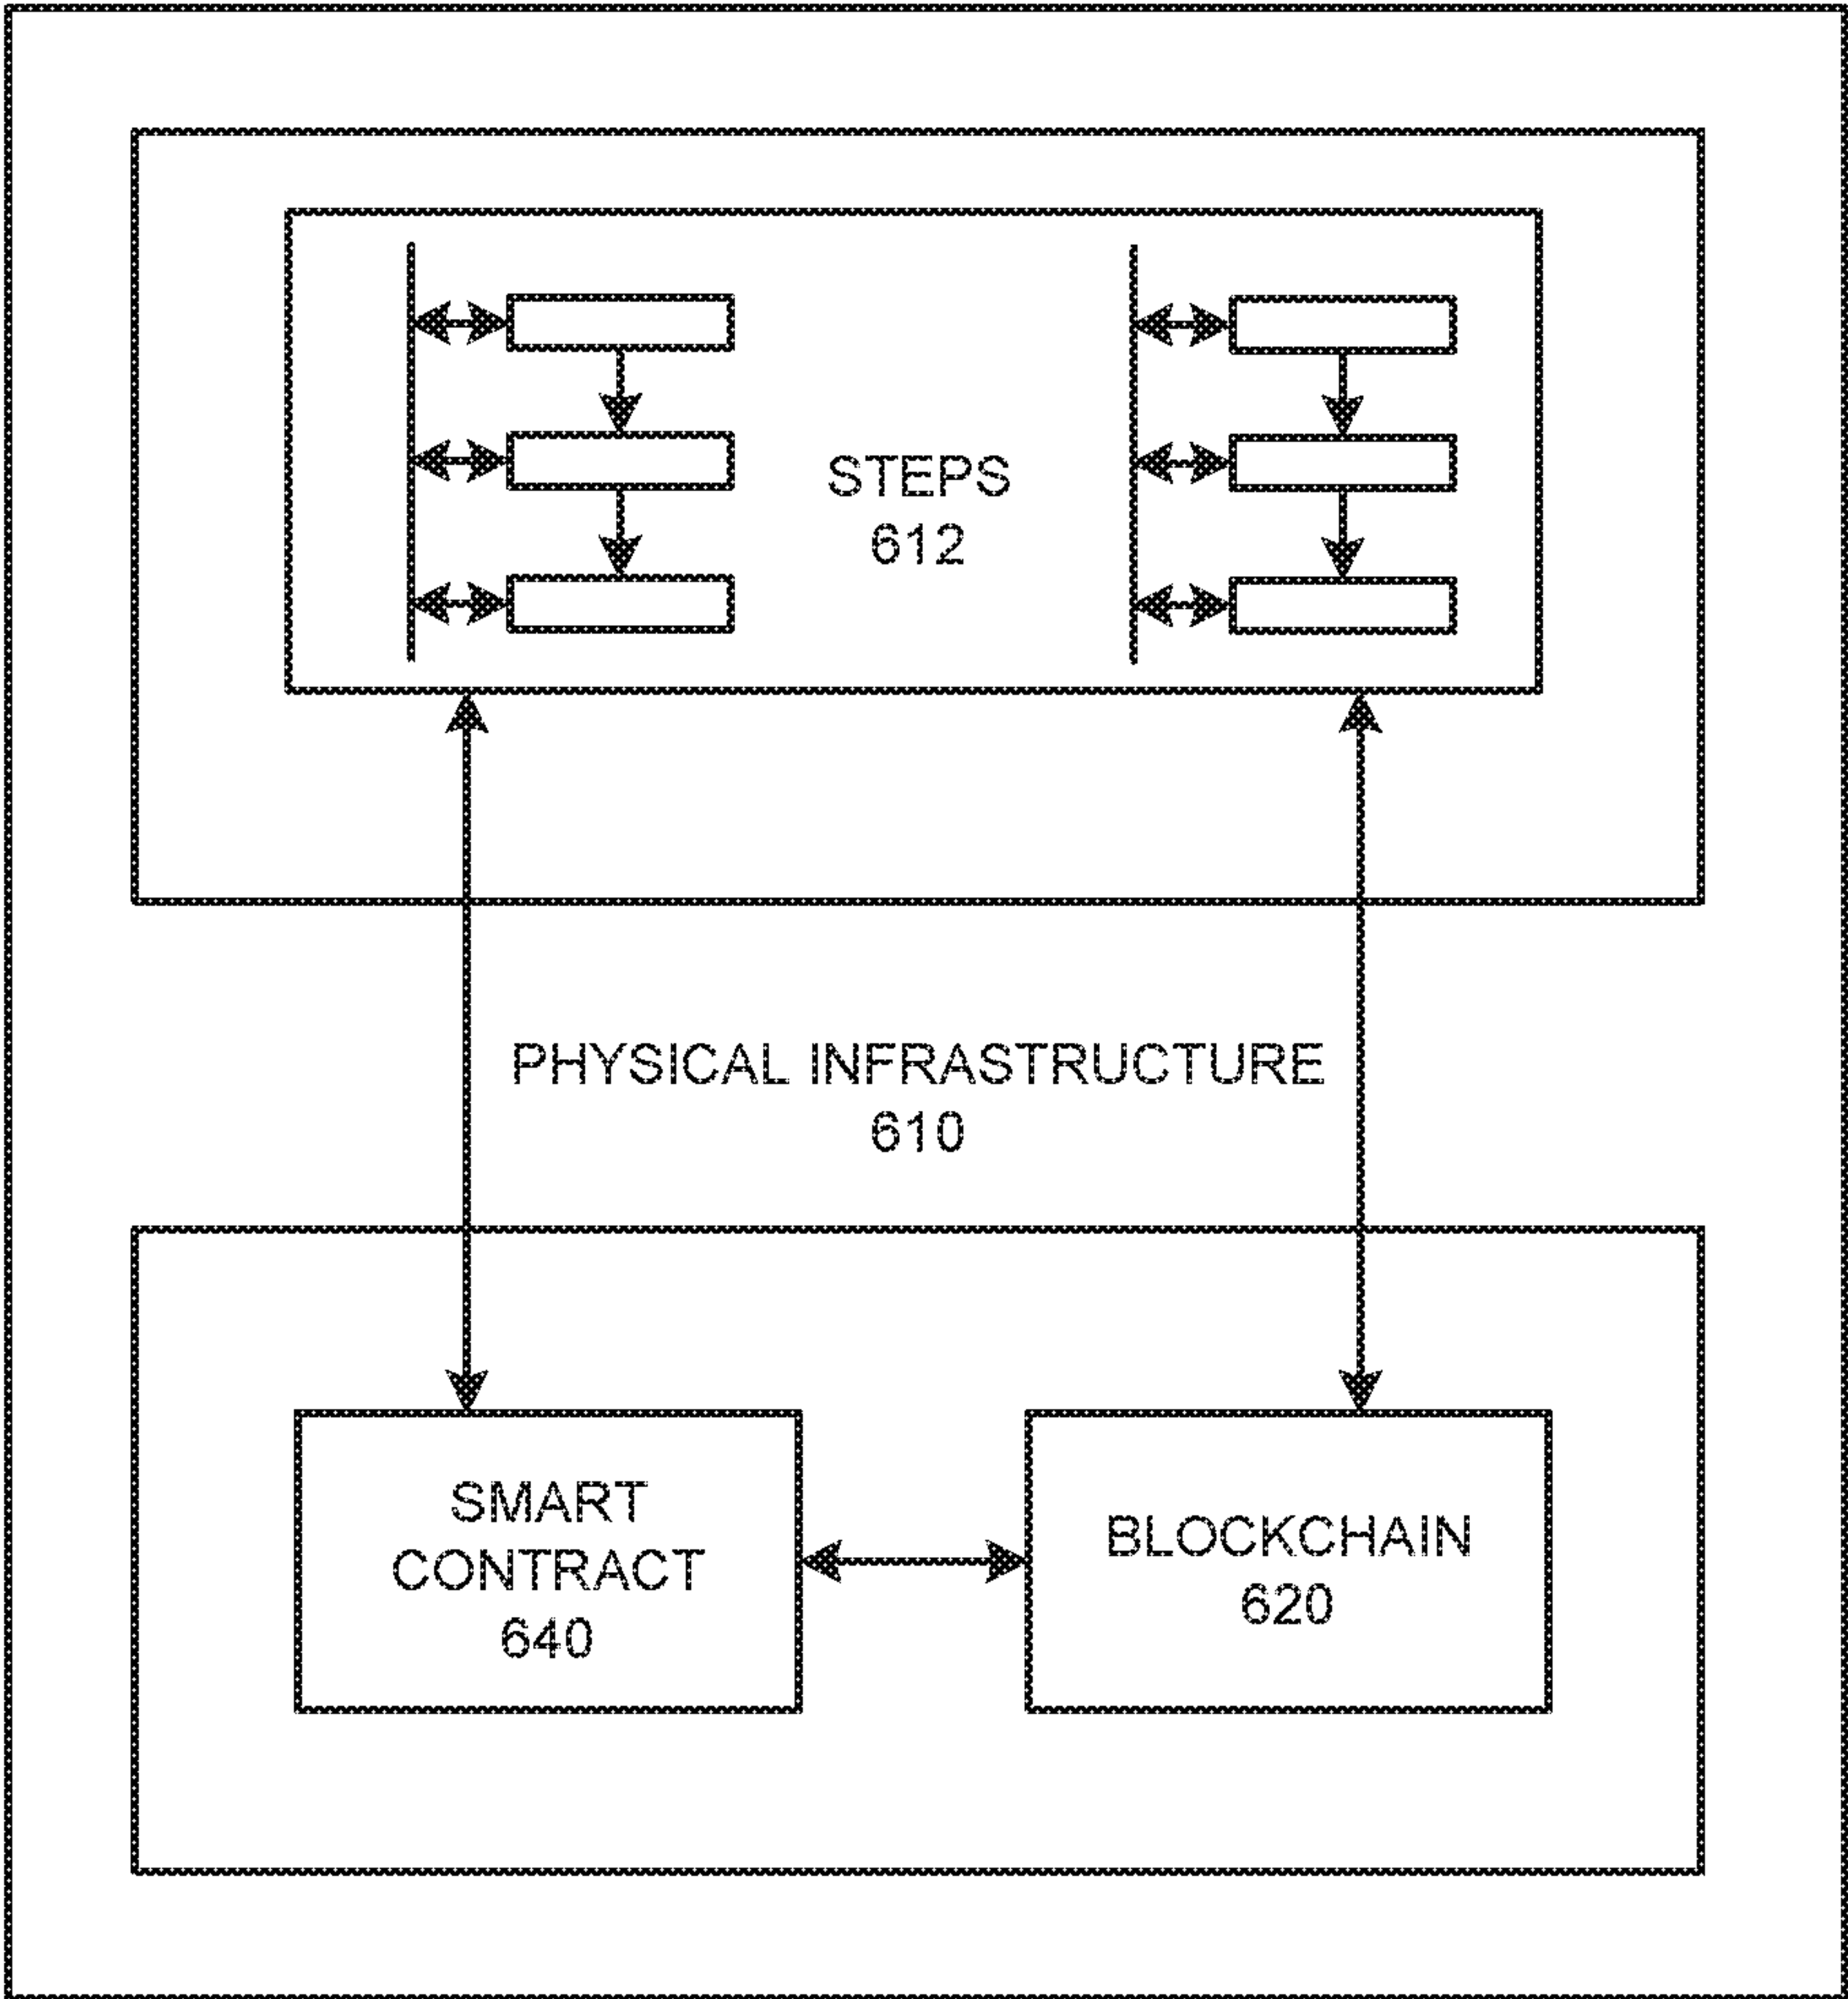 STEPS
612
PHYSICAL INFRASTRUCTURE
610
SMART
CONTRACT
640
BLOCKCHAIN
620